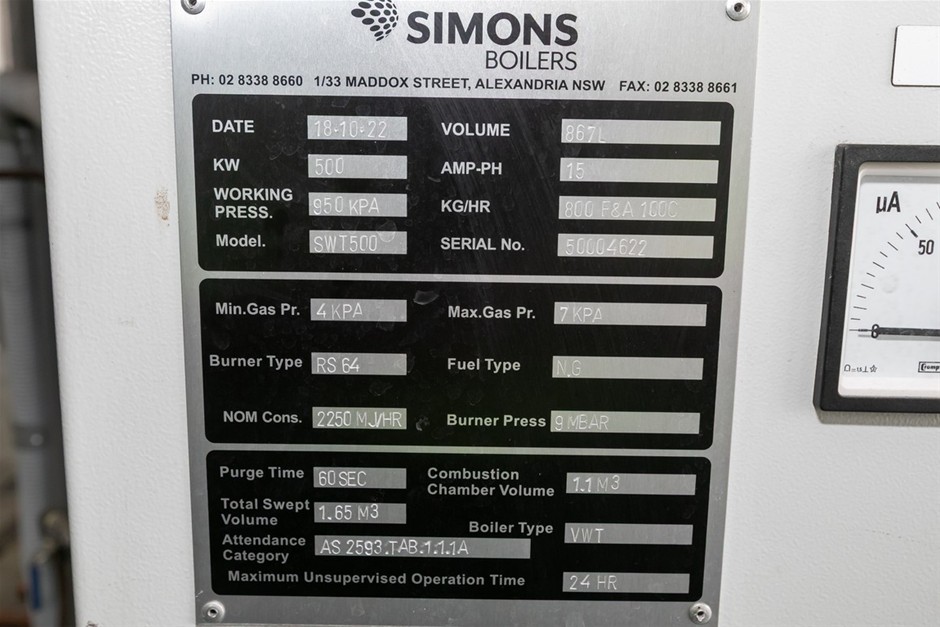 SIMONS
BOILERS
PH: 02 8338 8660 1/33 MADDOX STREET, ALEXANDRIA NSW FAX: 02 8338 8661
DATE 18·10·22 VOLUME 867L
KW 500 AMP-PH 15
WORKING
PRESS. 950 KPA KG/HR 800 F&A 100C
Model. SWT500 SERIAL No. 50004622
Min.Gas Pr. 4 KPA Max.Gas Pr. 7 KPA
Burner Type RS 64 Fuel Type N.G
NOM Cons. 2250 MJ/HR Burner Press 9 MBAR
Purge Time 60 SEC Combustion
Chamber Volume 1.1 M3
Total Swept
Volume 1.65 M3 Boiler Type VWT
Attendance
Category AS 2593.TAB.1.1.1A
Maximum Unsupervised Operation Time 24 HR
µA
50
0